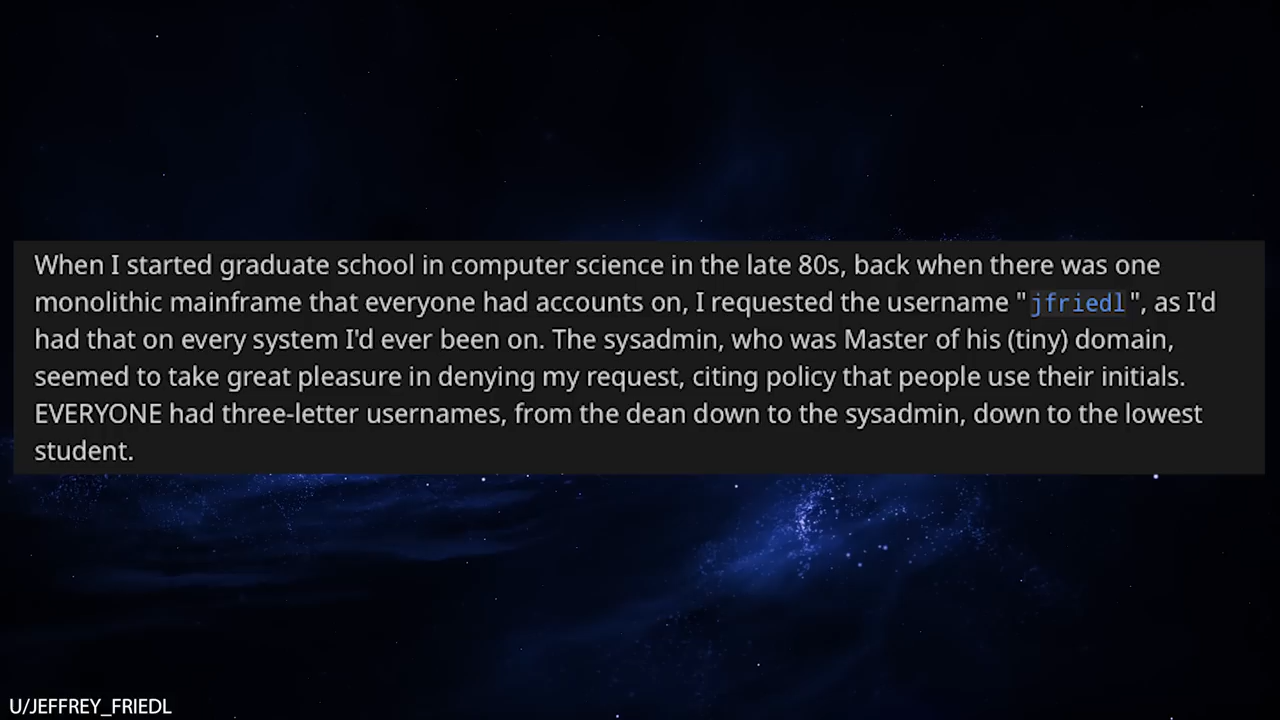 When I started graduate school in computer science in the late 80s, back when there was one
monolithic mainframe that everyone had accounts on, I requested the username "jfriedl", as I'd
had that on every system I'd ever been on. The sysadmin, who was Master of his (tiny) domain,
seemed to take great pleasure in denying my request, citing policy that people use their initials.
EVERYONE had three-letter usernames, from the dean down to the sysadmin, down to the lowest
student.
U/JEFFREY_FRIEDL